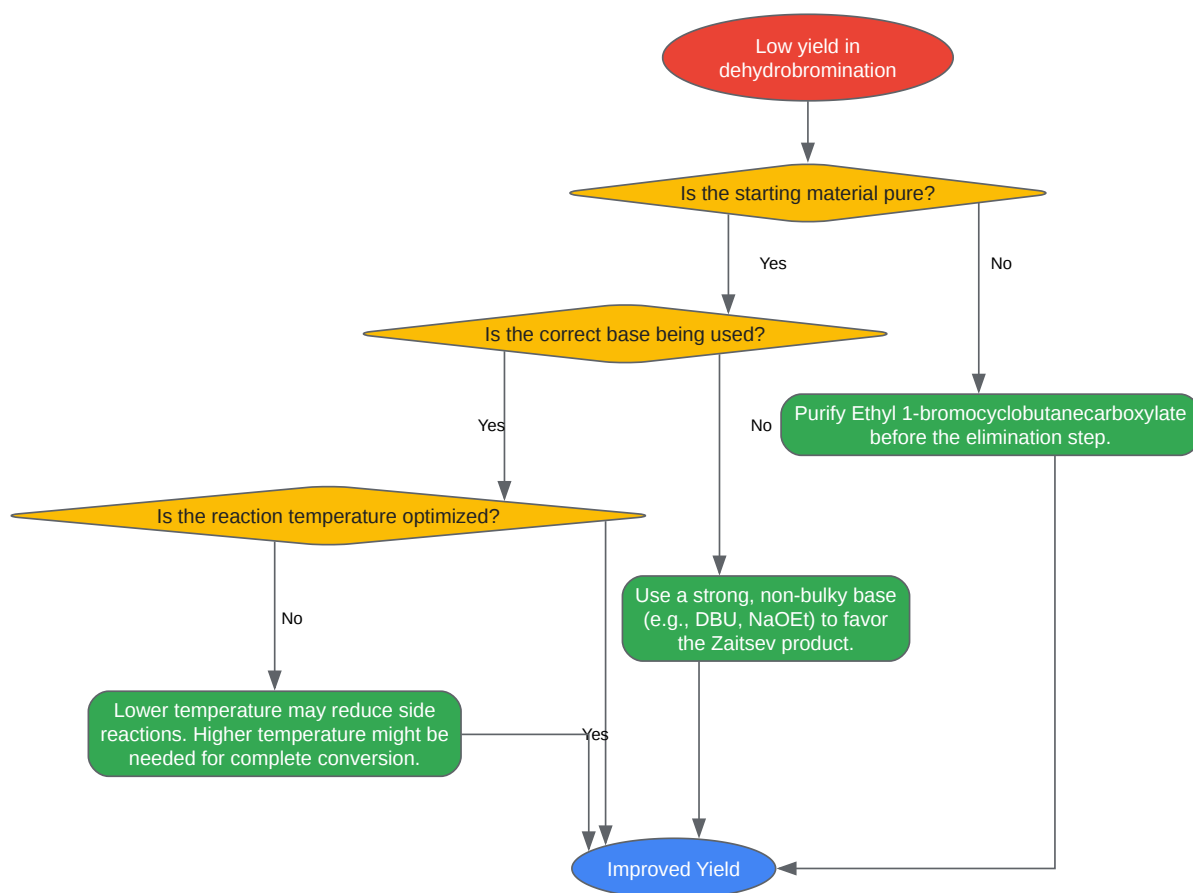 Low yield in
dehydrobromination
Is the starting material pure?
Yes
No
Is the correct base being used?
Purify Ethyl 1-bromocyclobutanecarboxylate
before the elimination step.
Yes
No
Is the reaction temperature optimized?
Use a strong, non-bulky base
(e.g., DBU, NaOEt) to favor
the Zaitsev product.
No
Lower temperature may reduce side
reactions. Higher temperature might be
needed for complete conversion.
Yes
Improved Yield